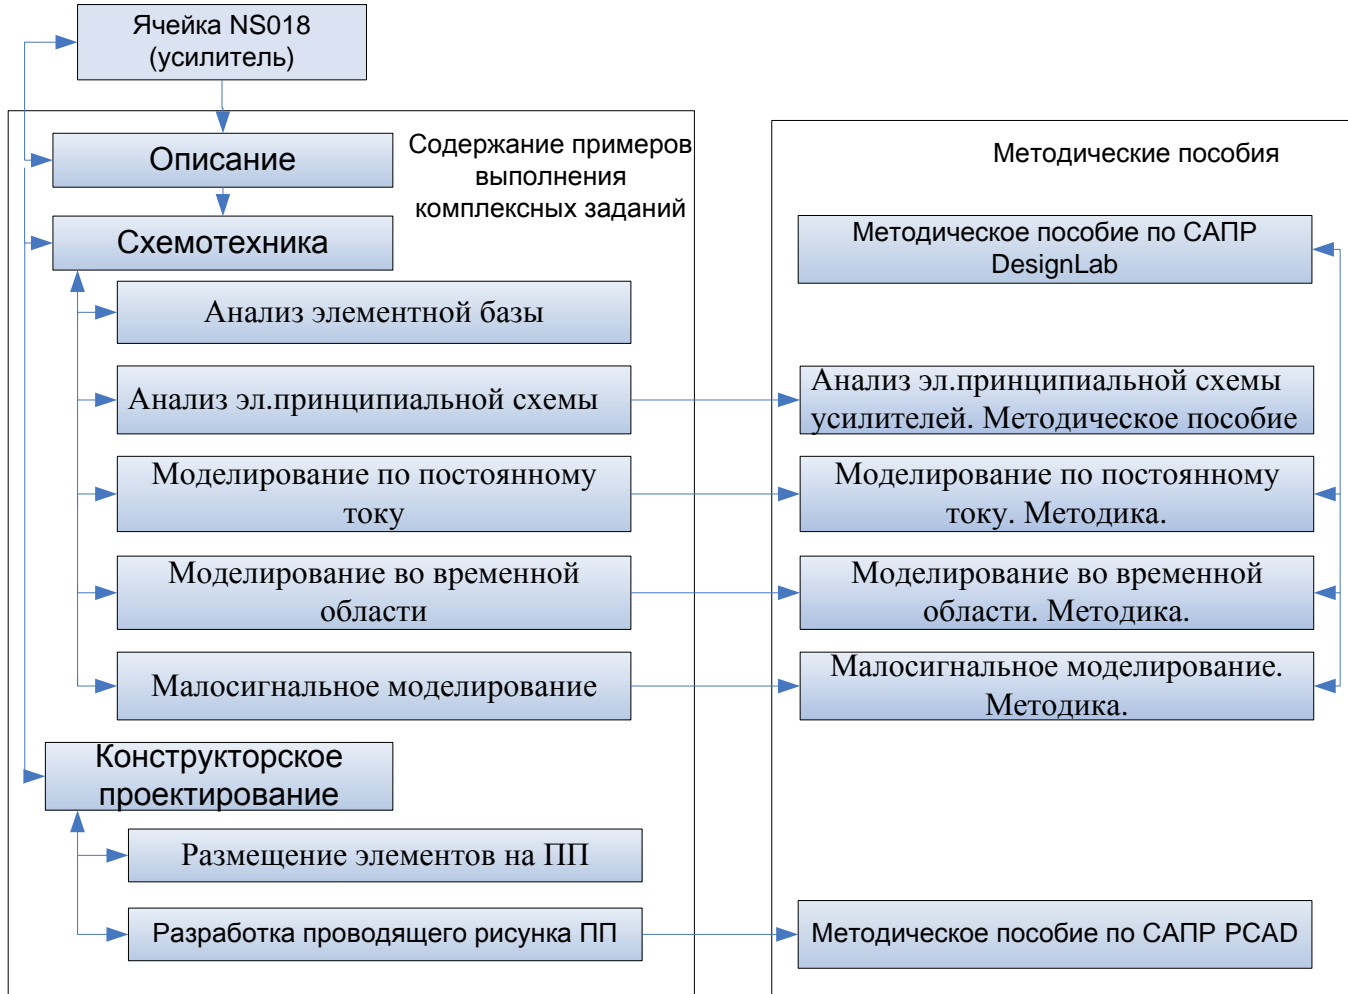 Ячейка NS018
(усилитель)
Описание
Содержание примеров
выполнения
комплексных заданий
Схемотехника
Анализ элементной базы
Анализ эл.принципиальной схемы
Моделирование по постоянному
току
Моделирование во временной
области
Малосигнальное моделирование
Конструкторское
проектирование
Размещение элементов на ПП
Разработка проводящего рисунка ПП
Методические пособия
Методическое пособие по САПР
DesignLab
Анализ эл.принципиальной схемы
усилителей. Методическое пособие
Моделирование по постоянному
току. Методика.
Моделирование во временной
области. Методика.
Малосигнальное моделирование.
Методика.
Методическое пособие по САПР PCAD